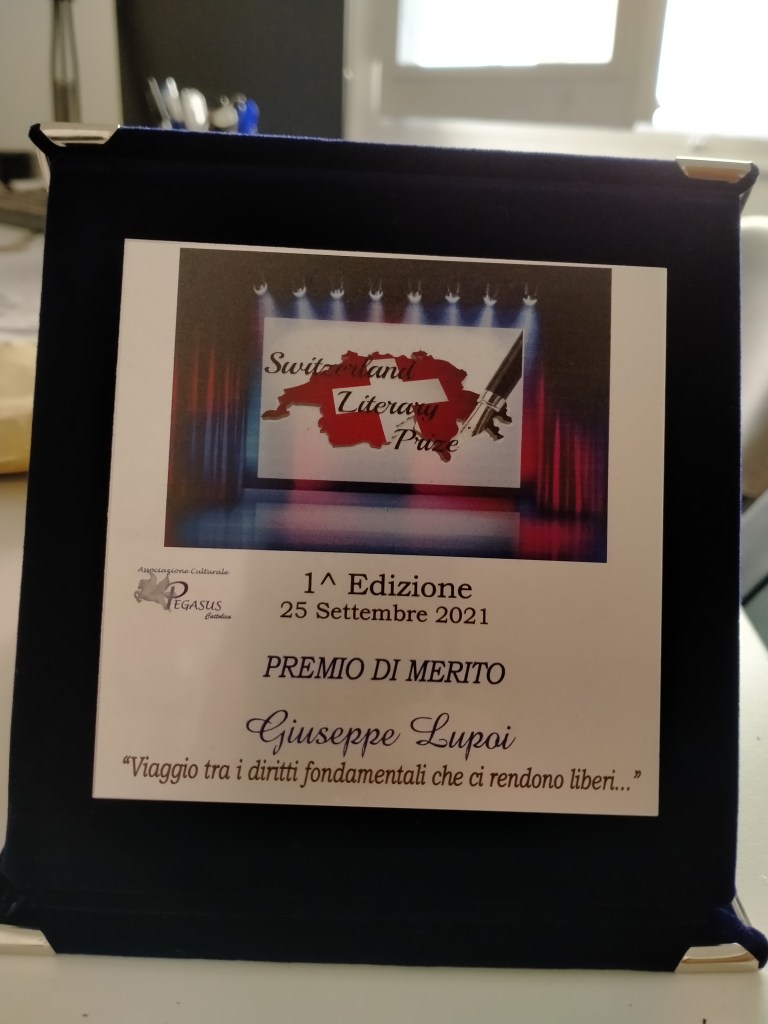 Switzerland
Literary
Prize
Associazione Culturale
PEGASUS
Cattolica
1^ Edizione
25 Settembre 2021
PREMIO DI MERITO
Giuseppe Lupoi
“Viaggio tra i diritti fondamentali che ci rendono liberi...”